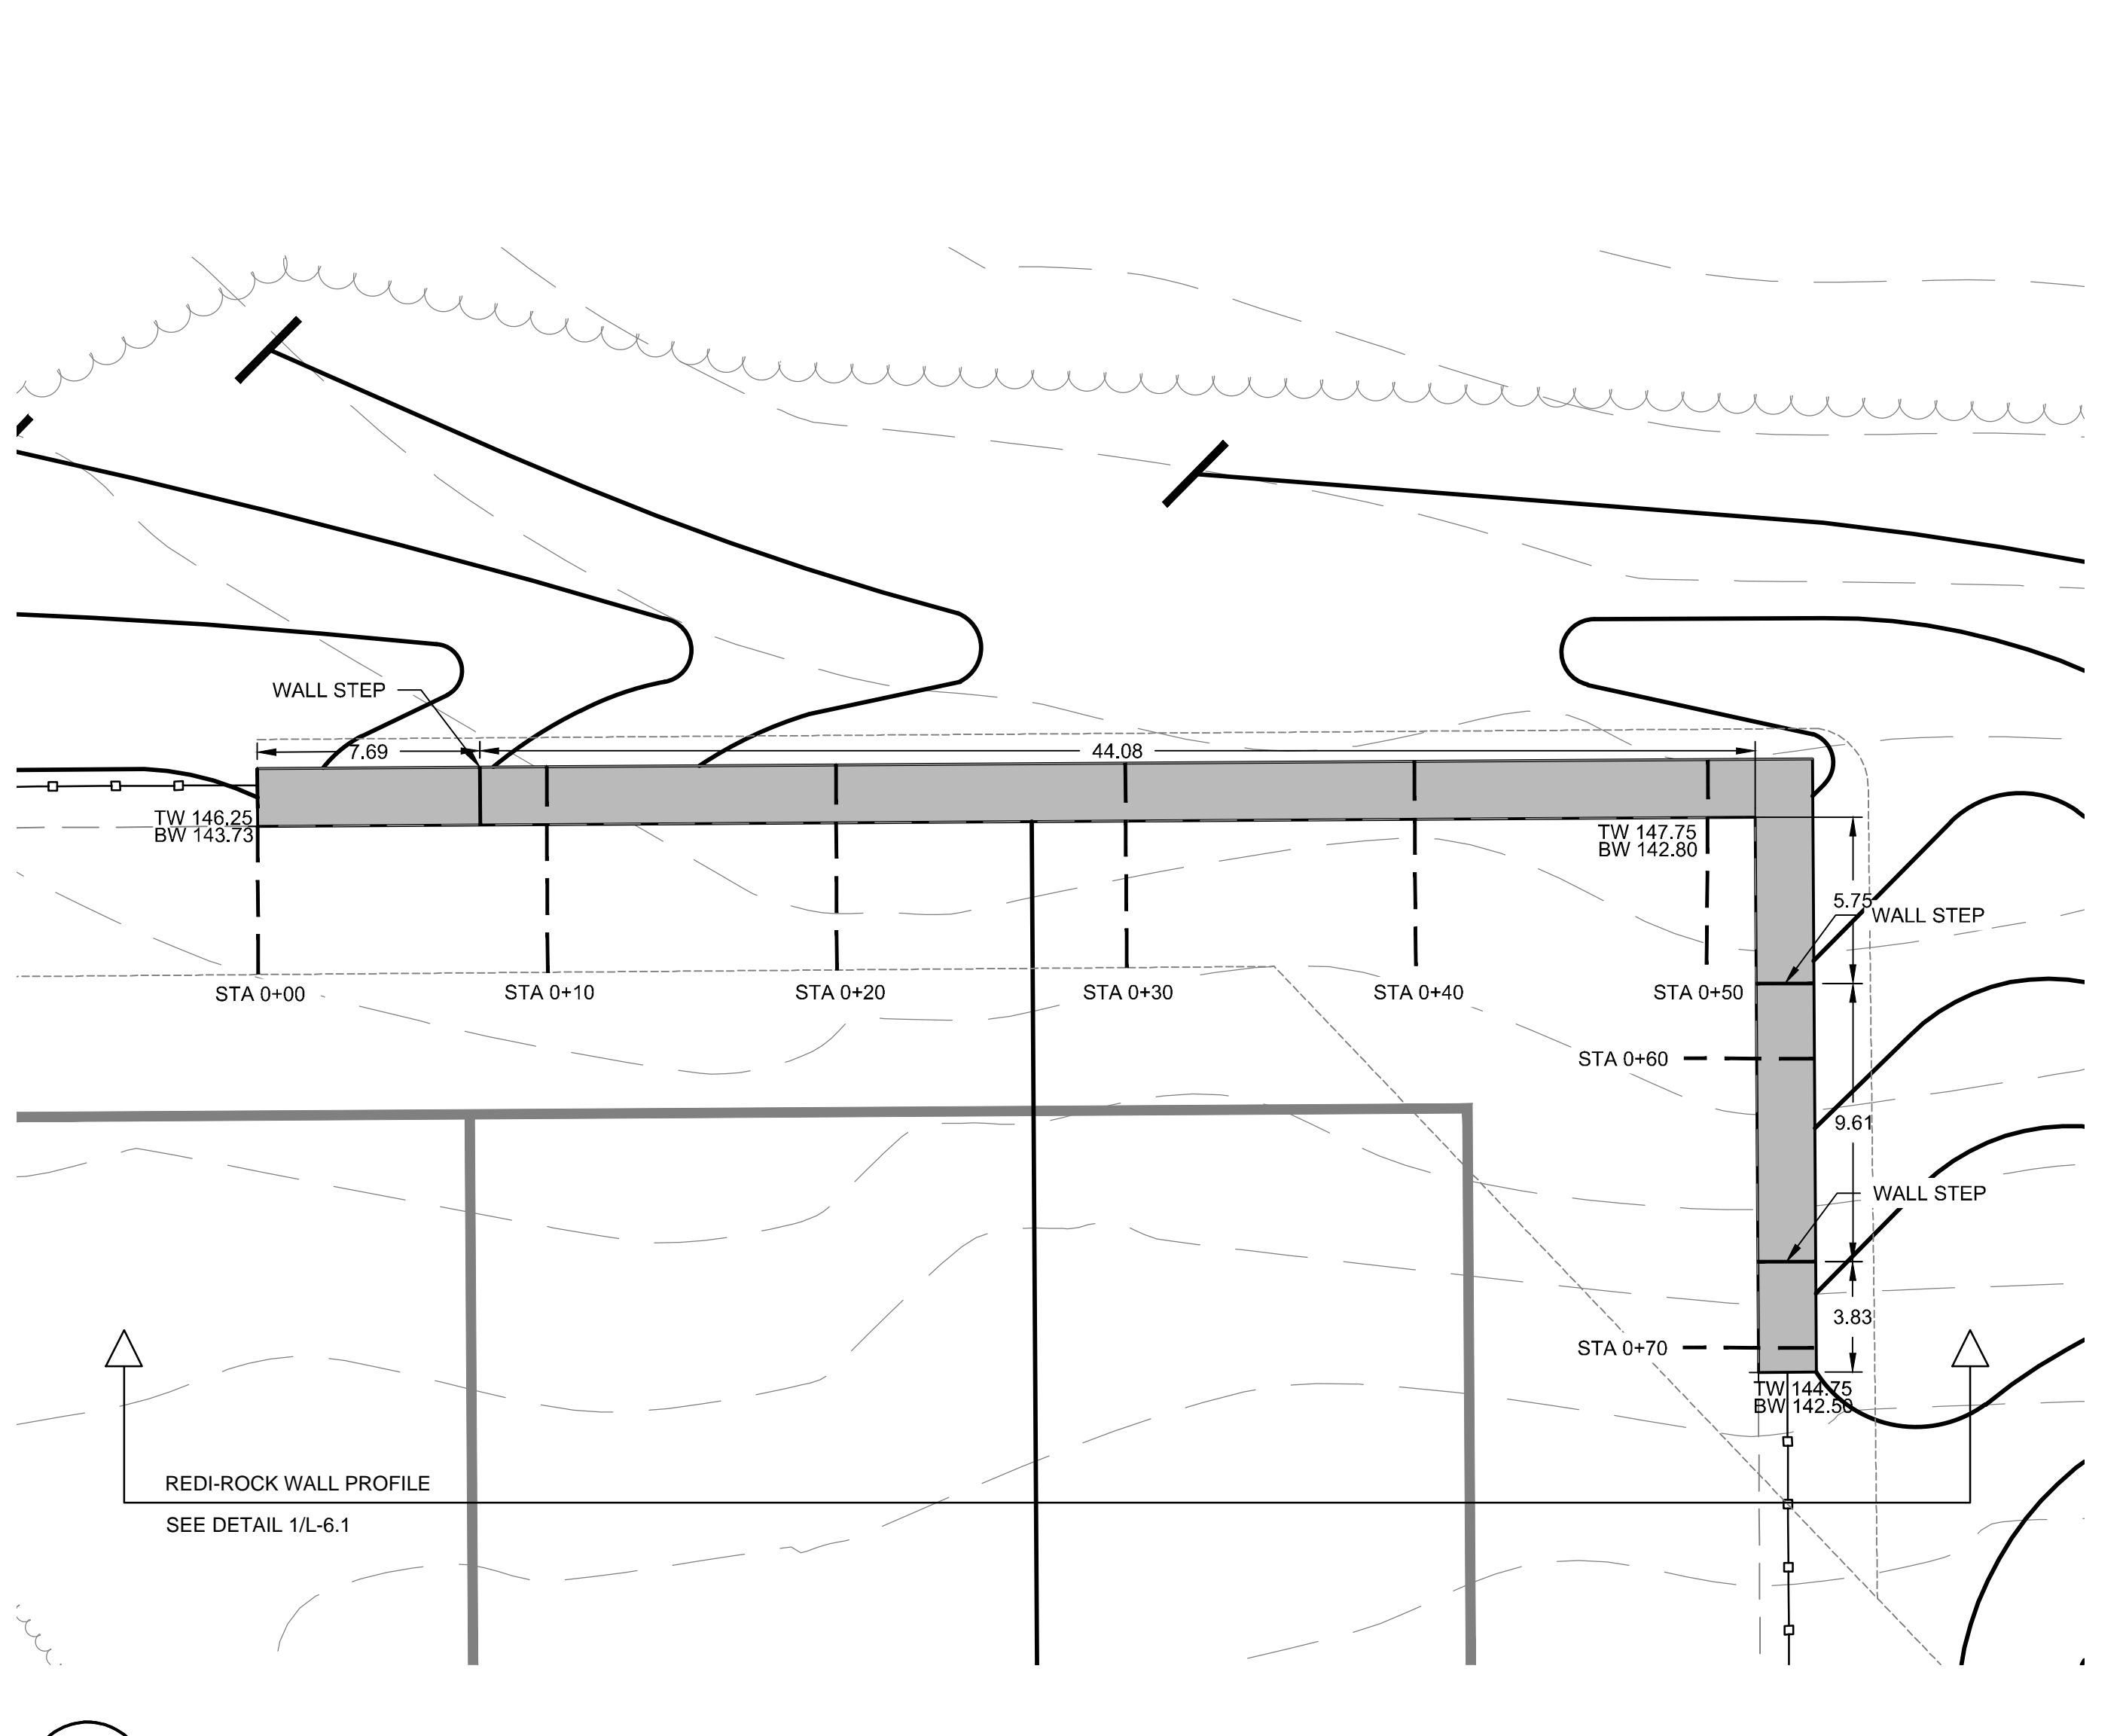 WALL STEP
7.69
44.08
TW 146.25
BW 143.73
TW 147.75
BW 142.80
5.75
WALL STEP
STA 0+00
STA 0+10
STA 0+20
STA 0+30
STA 0+40
STA 0+50
STA 0+60
9.61
WALL STEP
3.83
STA 0+70
TW 144.75
BW 142.50
REDI-ROCK WALL PROFILE
SEE DETAIL 1/L-6.1